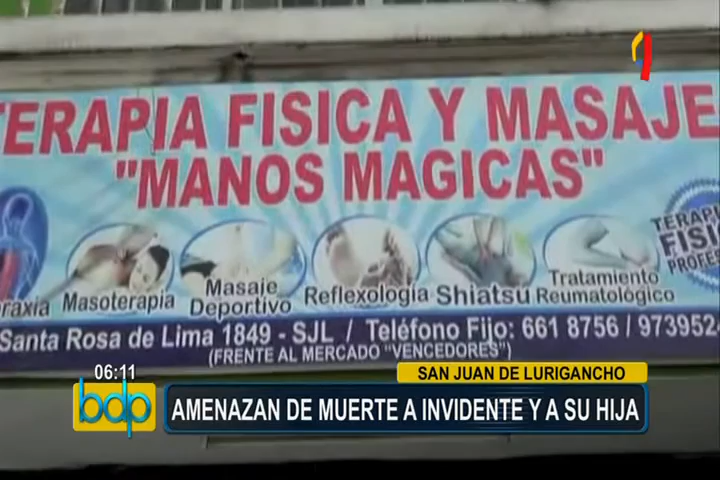 TERAPIA FISICA Y MASAJE
"MANOS MAGICAS"
Masoterapia
Masaje
Deportivo
Reflexología
Shiatsu
Tratamiento
Reumatológico
TERAPI
FISI
PROFES
Santa Rosa de Lima 1849 - SJL / Teléfono Fijo: 661 8756 / 973952
(FRENTE AL MERCADO "VENCEDORES")
06:11
bdp
SAN JUAN DE LURIGANCHO
AMENAZAN DE MUERTE A INVIDENTE Y A SU HIJA